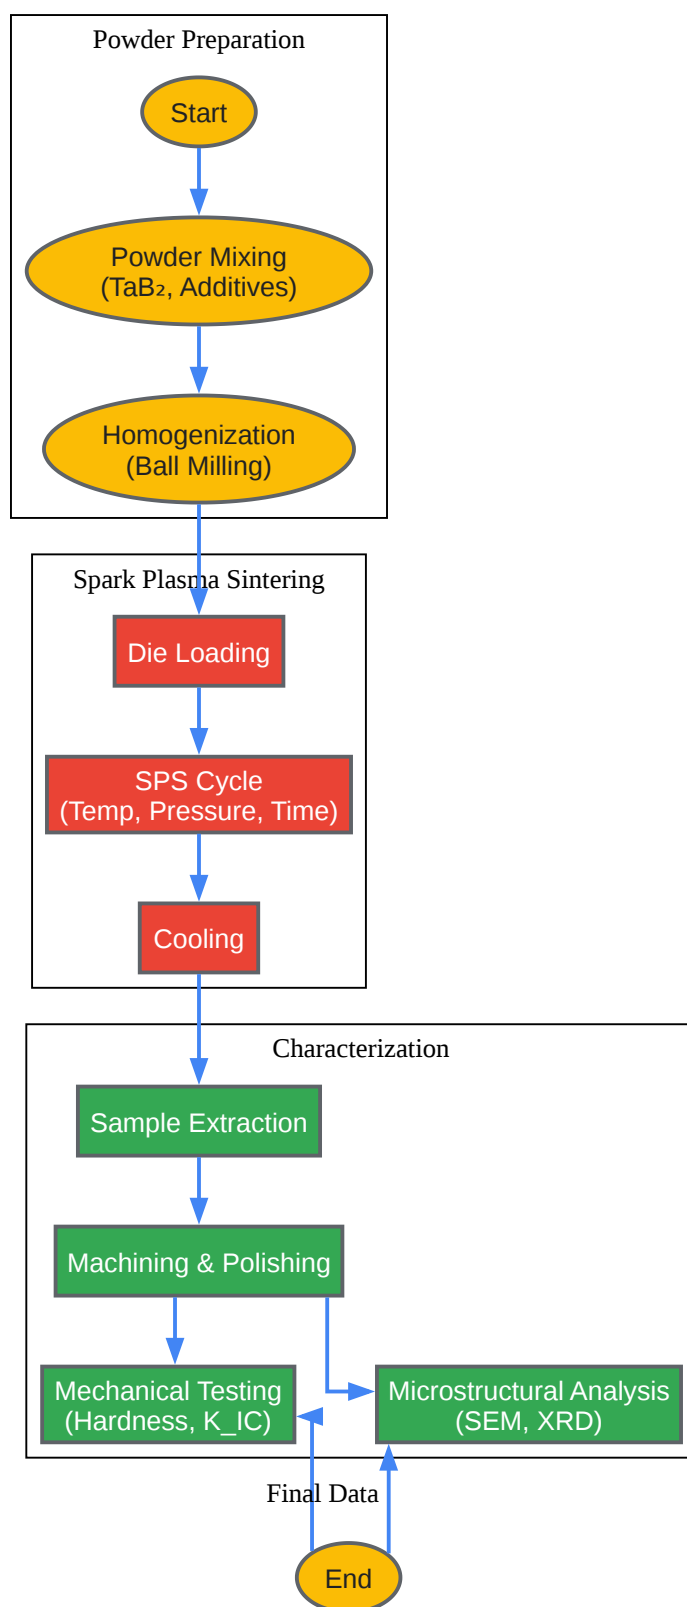 Powder Preparation
Start
Powder Mixing
(TaB₂, Additives)
Homogenization
(Ball Milling)
Spark Plasma Sintering
Die Loading
SPS Cycle
(Temp, Pressure, Time)
Cooling
Characterization
Sample Extraction
Machining & Polishing
Mechanical Testing
(Hardness, K_IC)
Microstructural Analysis
(SEM, XRD)
Final Data
End